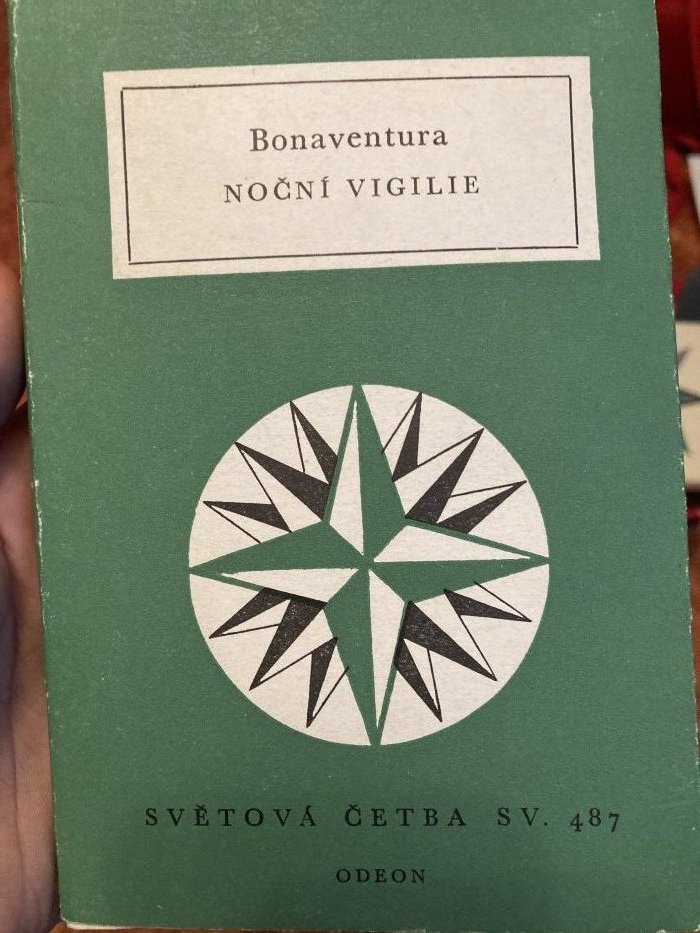 Bonaventura
NOČNÍ VIGILIE
SVĚTOVÁ ČETBA SV. 487
ODEON